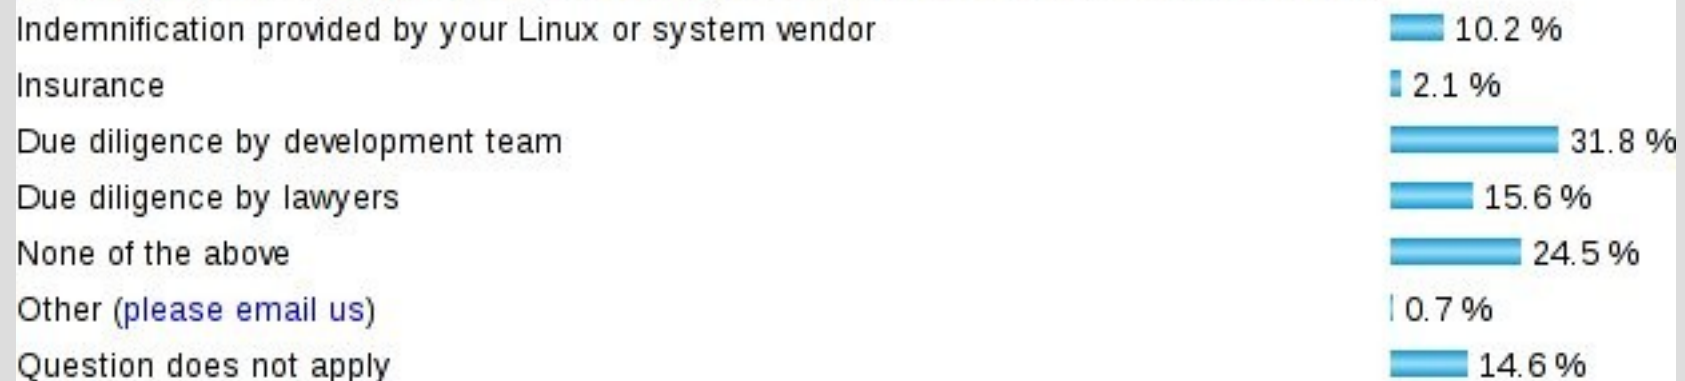 Indemnification provided by your Linux or system vendor 10.2 %
Insurance 2.1 %
Due diligence by development team 31.8 %
Due diligence by lawyers 15.6 %
None of the above 24.5 %
Other (please email us) 0.7 %
Question does not apply 14.6 %